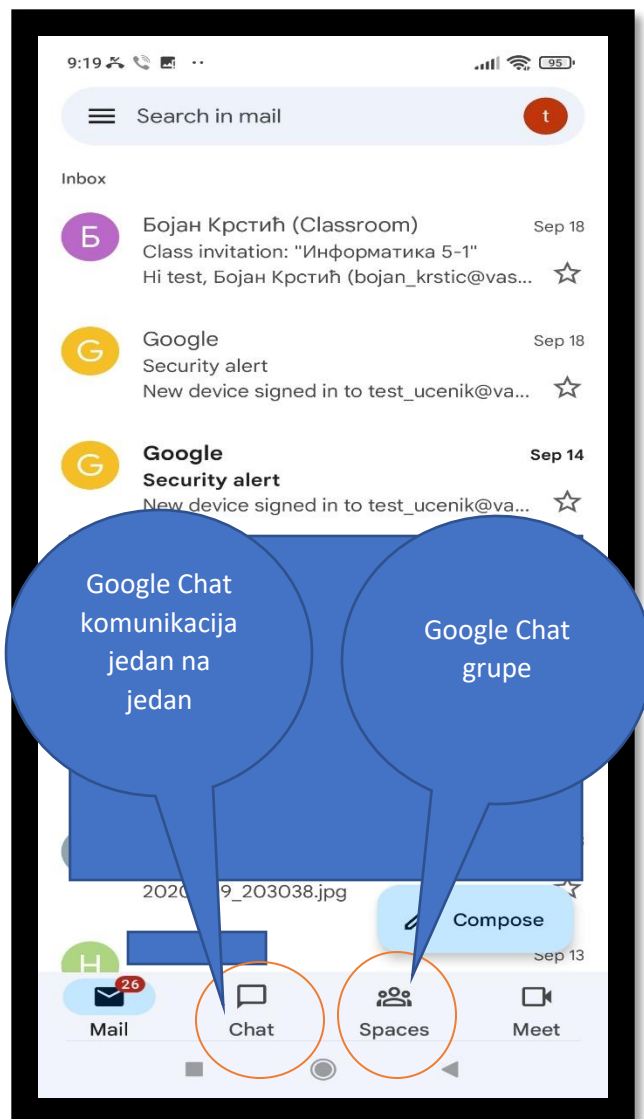 9:19
95
Search in mail
t
Inbox
Б
Бојан Крстић (Classroom)
Sep 18
Class invitation: "Информатика 5-1"
Hi test, Бојан Крстић (bojan_krstic@vas...
G
Google
Sep 18
Security alert
New device signed in to test_ucenik@va...
G
Google
Sep 14
Security alert
New device signed in to test_ucenik@va...
Google Chat
komunikacija
jedan na
jedan
Google Chat
grupe
9_203038.jpg
Compose
Н
Sep 13
26
Mail
Chat
Spaces
Meet